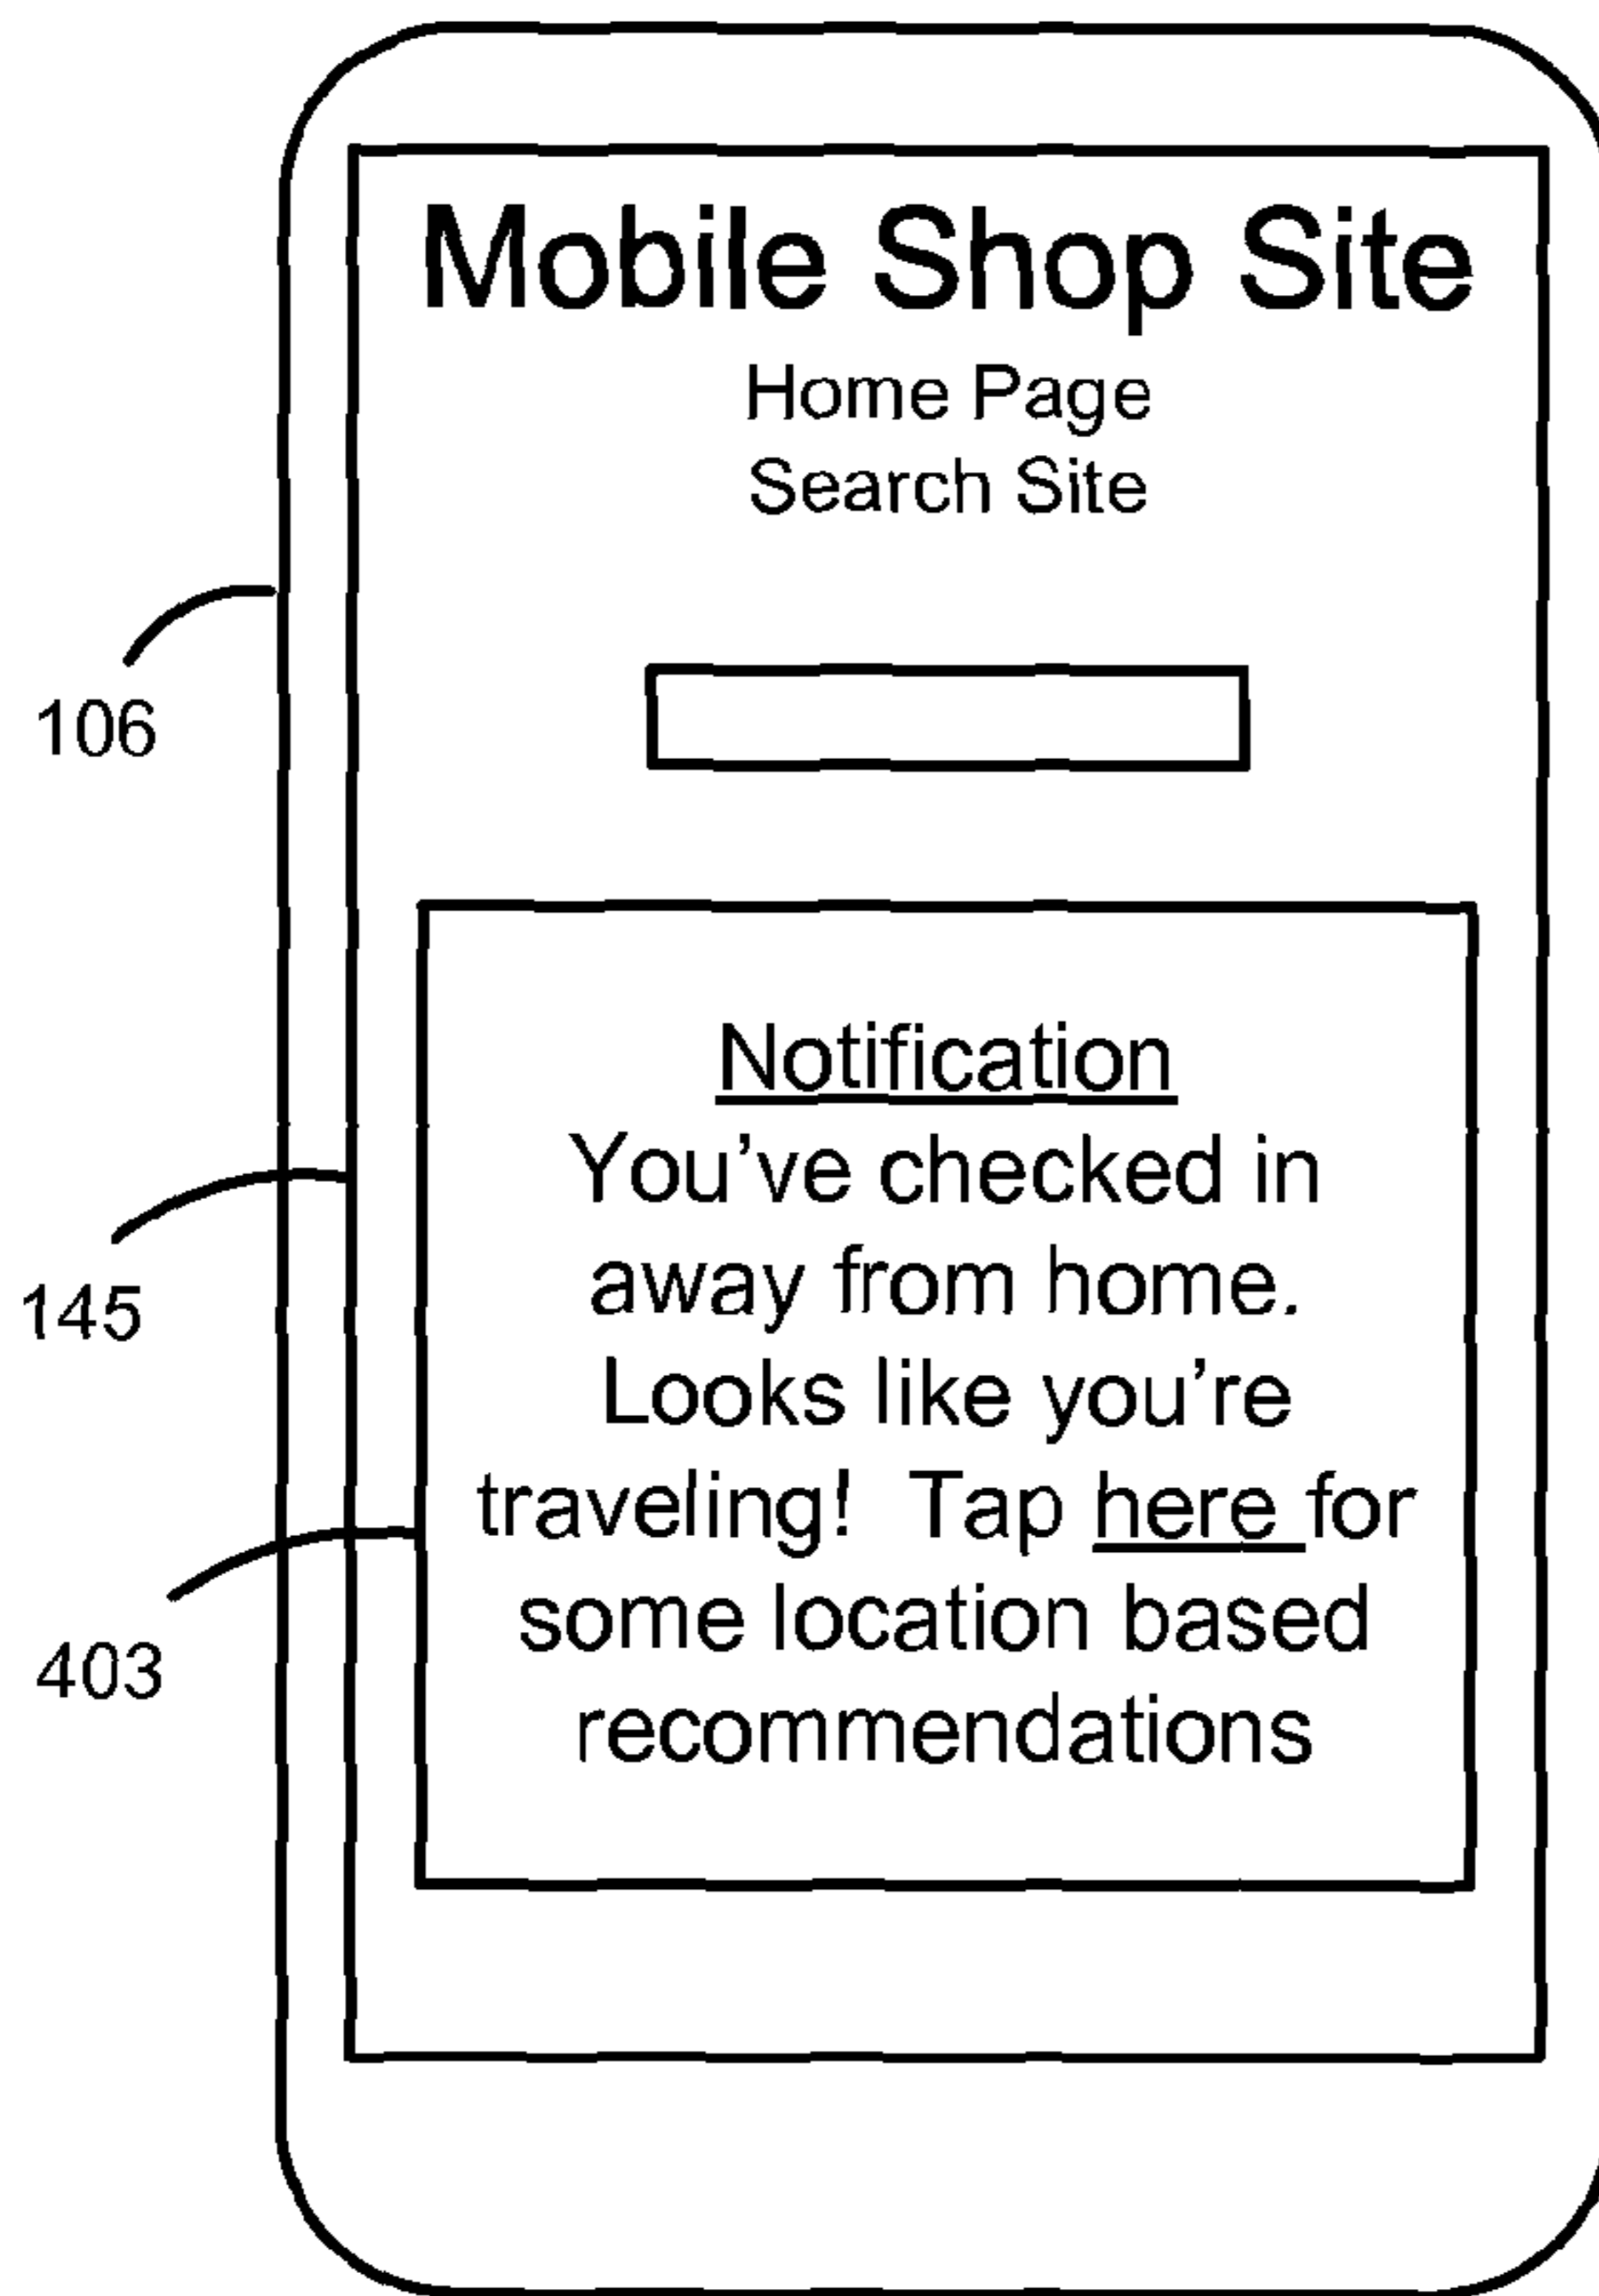 Mobile Shop Site
Home Page
Search Site
106
Notification
You've checked in
away from home.
145
Looks like you're
traveling!  Tap here for
some location based
403
recommendations